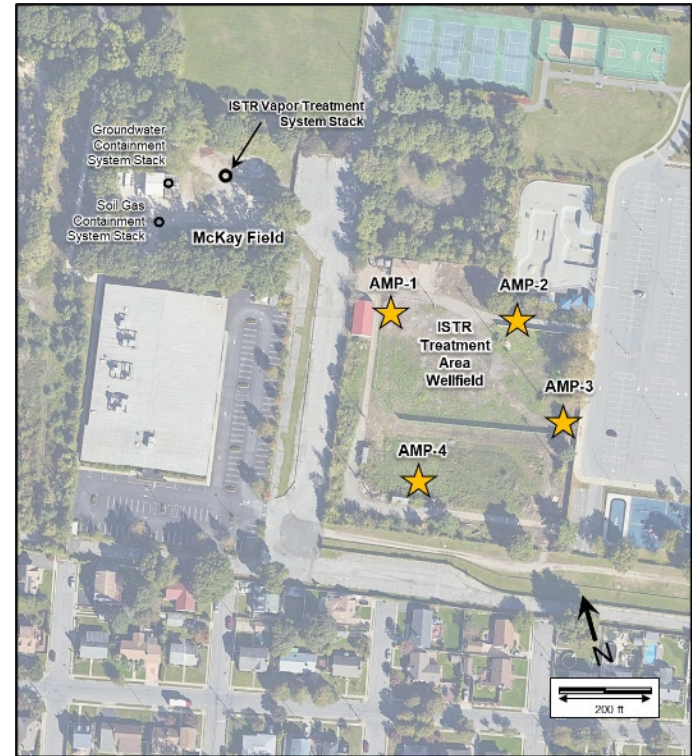 ISTR Vapor Treatment
System Stack
Groundwater
Containment
System Stack
Soil Gas
Containment
System Stack
McKay Field
AMP-1
AMP-2
ISTR
Treatment
Area
Wellfield
AMP-3
AMP-4
N
200 ft